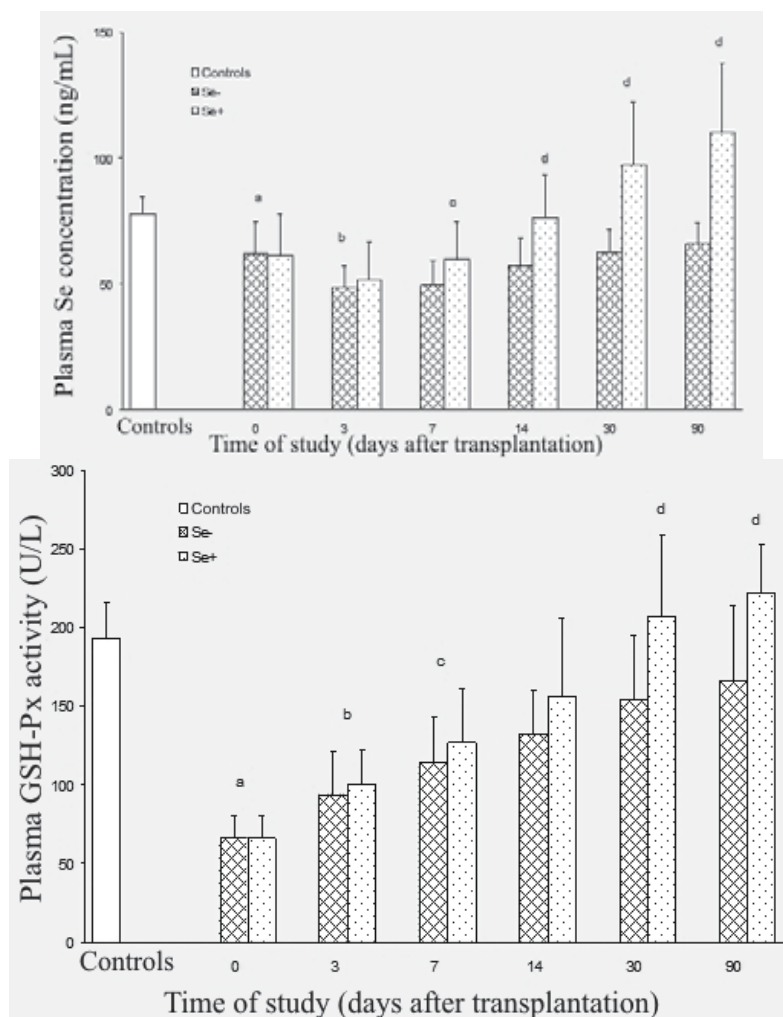 Plasma Se concentration (ng/mL)
150
100
50
0
Controls
Se-
Se+
a
b
c
d
d
d
Controls
0
3
7
14
30
90
Time of study (days after transplantation)
Plasma GSH-Px activity (U/L)
300
250
200
150
100
50
0
Controls
Se-
Se+
a
b
c
d
d
Controls
0
3
7
14
30
90
Time of study (days after transplantation)